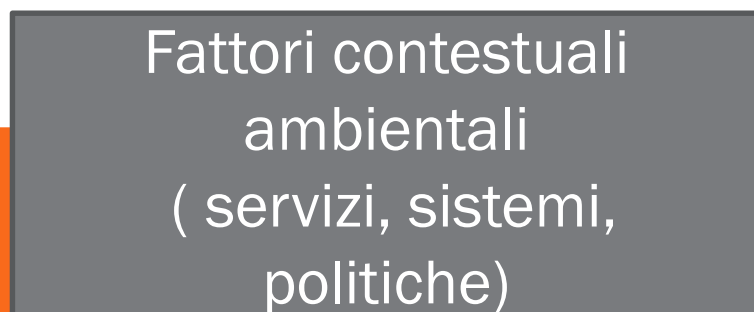 Fattori contestuali
ambientali
( servizi, sistemi,
politiche)